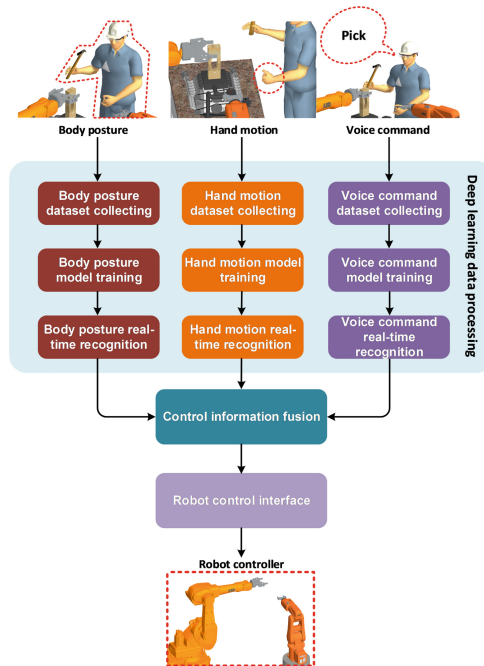 Pick
Body posture
Hand motion
Voice command
Body posture
dataset collecting
Hand motion
dataset collecting
Voice command
dataset collecting
Body posture
model training
Hand motion model
training
Voice command
model training
Body posture real-
time recognition
Hand motion real-
time recognition
Voice command
real-time
recognition
Deep learning data processing
Control information fusion
Robot control interface
Robot controller